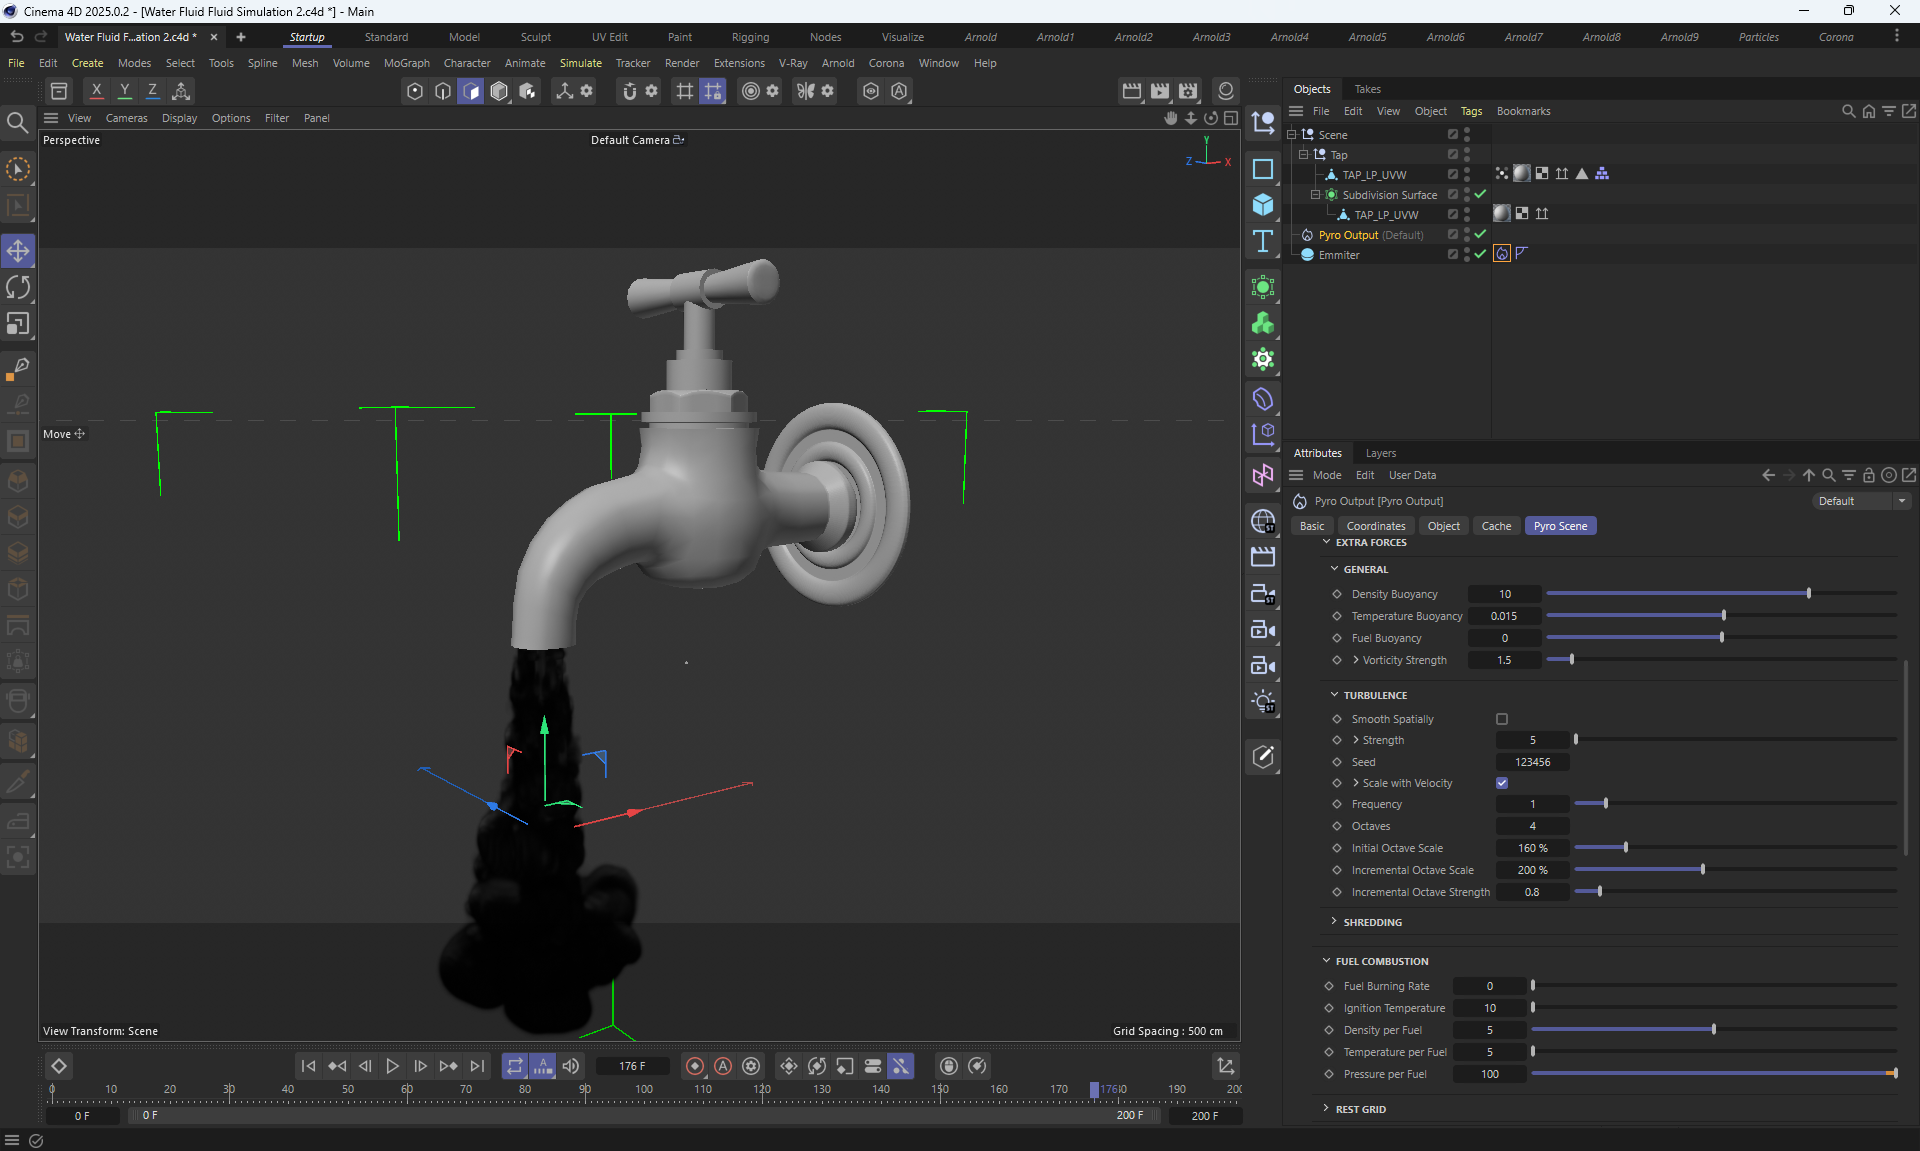 Cinema 4D 2025.0.2 - [Water Fluid Fluid Simulation 2.c4d *] - Main
Water Fluid F...ation 2.c4d *
Startup Standard Model Sculpt UV Edit Paint Rigging Nodes Visualize Arnold Arnold1 Arnold2 Arnold3 Arnold4 Arnold5 Arnold6 Arnold7 Arnold8 Arnold9 Particles Corona
File Edit Create Modes Select Tools Spline Mesh Volume MoGraph Character Animate Simulate Tracker Render Extensions V-Ray Arnold Corona Window Help
X Y Z
View Cameras Display Options Filter Panel
Perspective
Default Camera
Y
Z X
Move
View Transform: Scene
Grid Spacing : 500 cm
176 F
0 10 20 30 40 50 60 70 80 90 100 110 120 130 140 150 160 170 176 190
0 F
0 F
200 F
200 F
Objects Takes
File Edit View Object Tags Bookmarks
Scene
Tap
TAP_LP_UVW
Subdivision Surface
TAP_LP_UVW
Pyro Output (Default)
Emmiter
Attributes Layers
Mode Edit User Data
Pyro Output [Pyro Output]
Default
Basic Coordinates Object Cache Pyro Scene
EXTRA FORCES
GENERAL
Density Buoyancy 10
Temperature Buoyancy 0.015
Fuel Buoyancy 0
Vorticity Strength 1.5
TURBULENCE
Smooth Spatially
Strength 5
Seed 123456
Scale with Velocity
Frequency 1
Octaves 4
Initial Octave Scale 160 %
Incremental Octave Scale 200 %
Incremental Octave Strength 0.8
SHREDDING
FUEL COMBUSTION
Fuel Burning Rate 0
Ignition Temperature 10
Density per Fuel 5
Temperature per Fuel 5
Pressure per Fuel 100
REST GRID